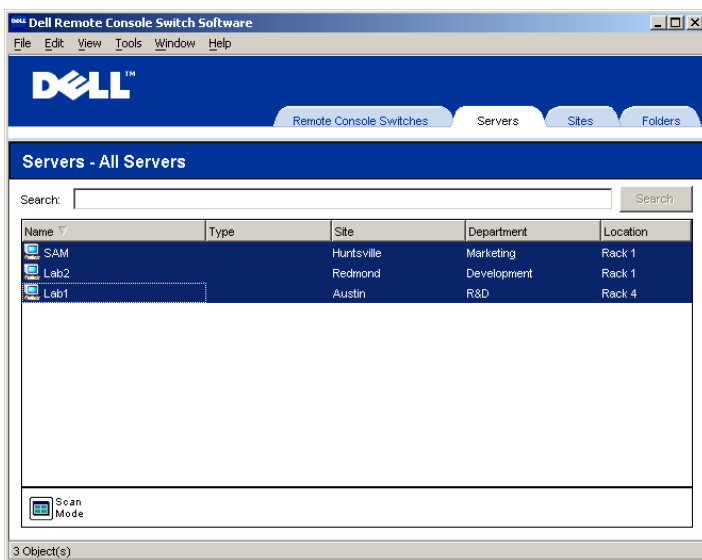 DELL Dell Remote Console Switch Software
File Edit View Tools Window Help
DELL™
Remote Console Switches Servers Sites Folders
Servers - All Servers
Search: Search
Name Type Site Department Location
SAM Huntsville Marketing Rack 1
Lab2 Redmond Development Rack 1
Lab1 Austin R&D Rack 4
Scan
Mode
3 Object(s)